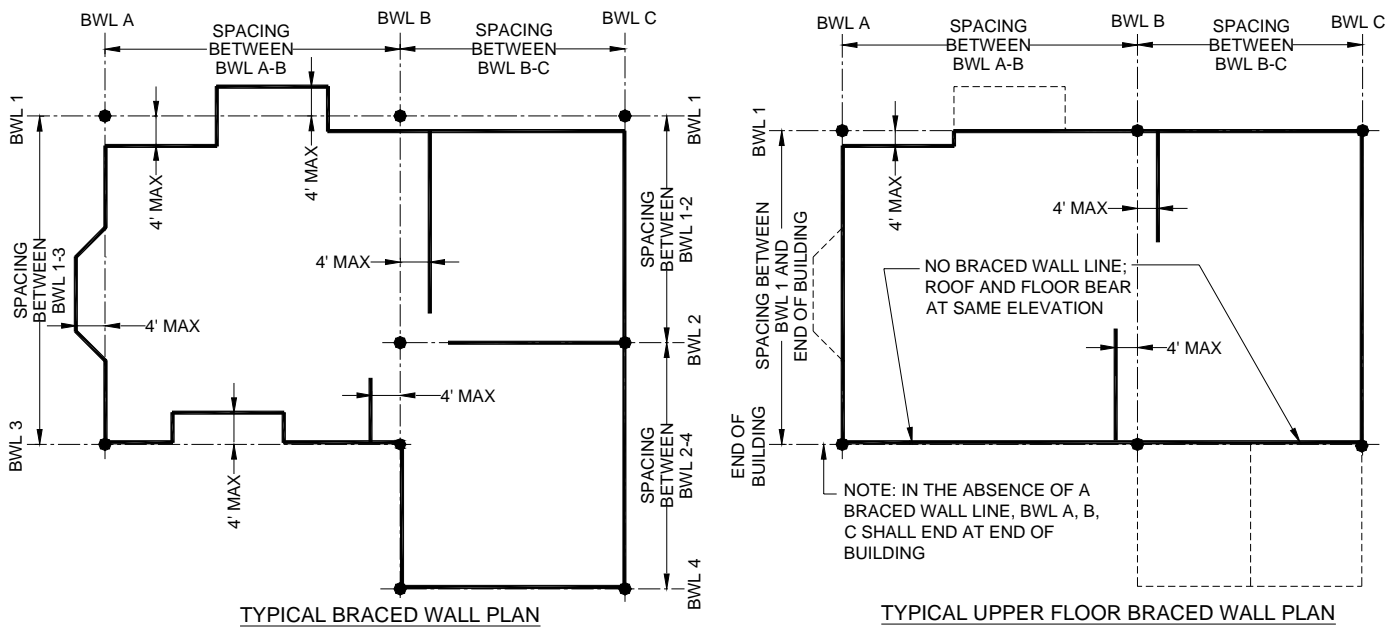 BWL A
SPACING
BETWEEN
BWL A-B
BWL B
SPACING
BETWEEN
BWL B-C
BWL C
BWL 1
BWL 1
4' MAX
4' MAX
SPACING
BETWEEN
BWL 1-2
4' MAX
SPACING
BETWEEN
BWL 1-3
4' MAX
BWL 2
4' MAX
BWL 3
4' MAX
SPACING
BETWEEN
BWL 2-4
BWL 4
TYPICAL BRACED WALL PLAN
BWL A
SPACING
BETWEEN
BWL A-B
BWL B
SPACING
BETWEEN
BWL B-C
BWL C
BWL 1
4' MAX
4' MAX
SPACING BETWEEN
BWL 1 AND
END OF BUILDING
NO BRACED WALL LINE;
ROOF AND FLOOR BEAR
AT SAME ELEVATION
4' MAX
END OF
BUILDING
NOTE: IN THE ABSENCE OF A
BRACED WALL LINE, BWL A, B,
C SHALL END AT END OF
BUILDING
TYPICAL UPPER FLOOR BRACED WALL PLAN